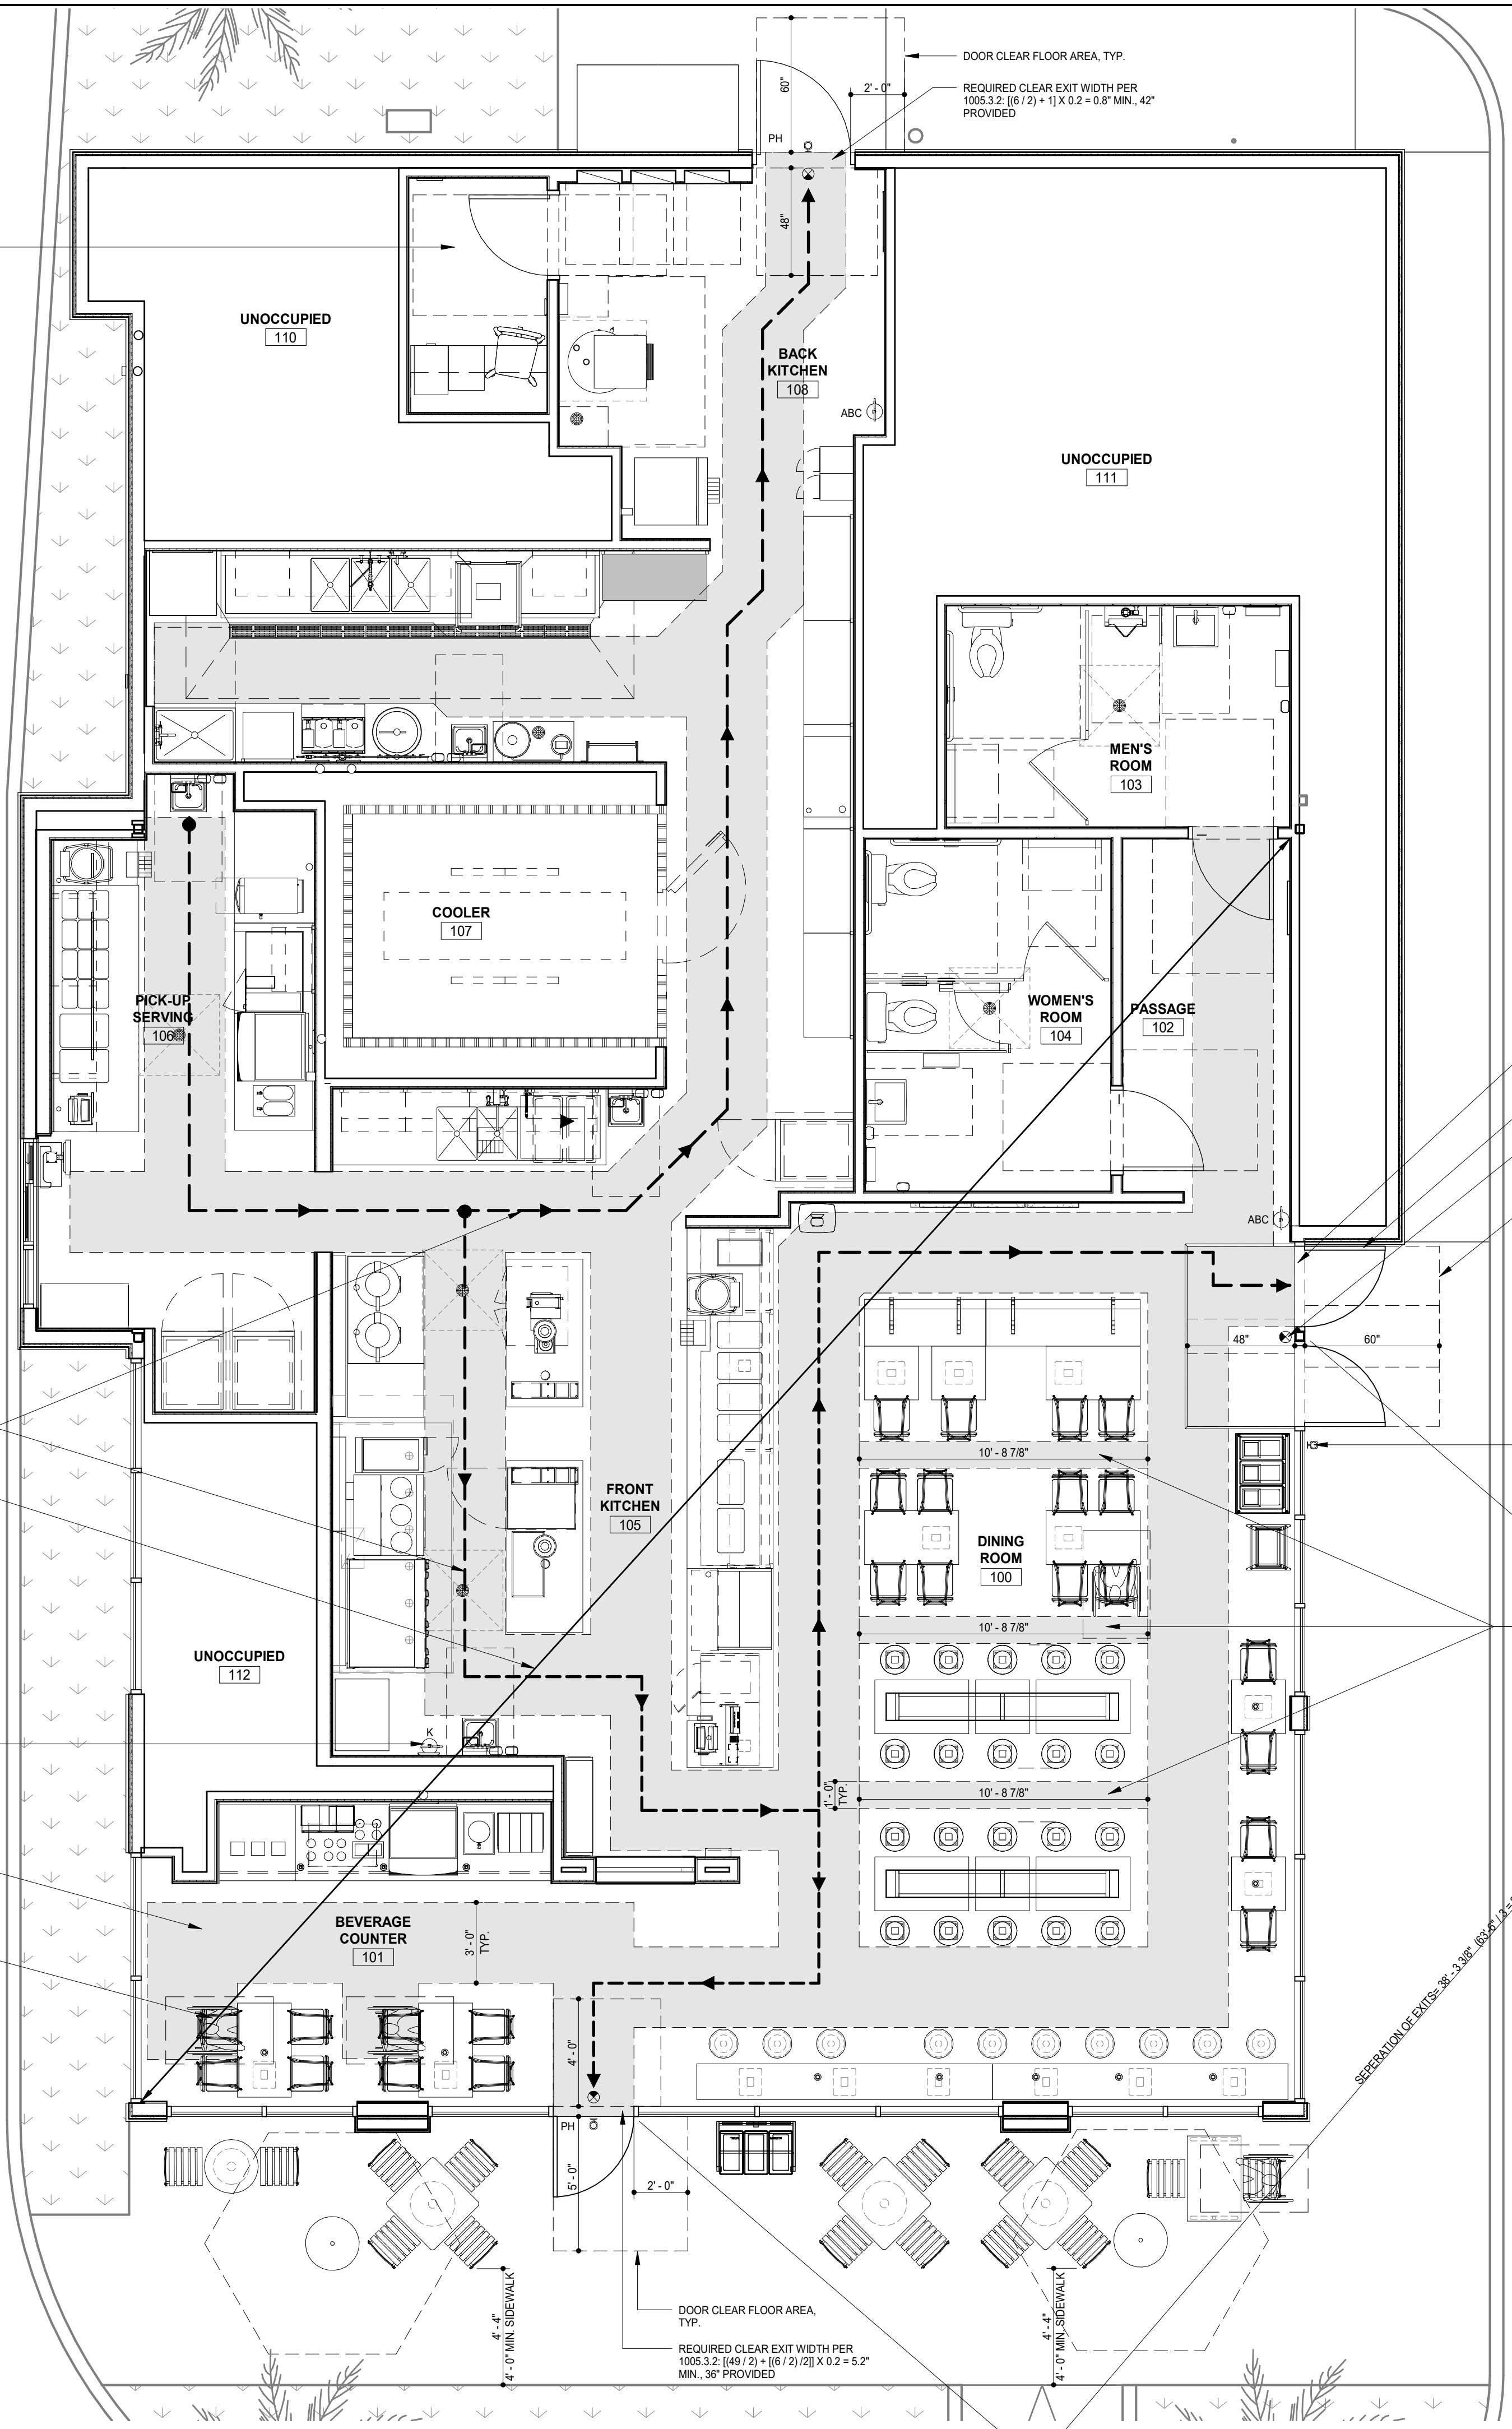 DOOR CLEAR FLOOR AREA, TYP.
REQUIRED CLEAR EXIT WIDTH PER
1005.3.2: [(6 / 2) + 1] X 0.2 = 0.8" MIN., 42"
PROVIDED
60"
2' - 0"
PH
48"
UNOCCUPIED
110
BACK
KITCHEN
108
ABC
UNOCCUPIED
111
MEN'S
ROOM
103
COOLER
107
PICK-UP
SERVING
106
WOMEN'S
ROOM
104
PASSAGE
102
ABC
48"
60"
10' - 8 7/8"
FRONT
KITCHEN
105
DINING
ROOM
100
10' - 8 7/8"
UNOCCUPIED
112
K
1' - 0"
TYP.
10' - 8 7/8"
BEVERAGE
COUNTER
101
3' - 0"
TYP.
SEPERATION OF EXITS= 38' - 3 3/8" (63'-6" / 3 =
4' - 0"
PH
5' - 0"
2' - 0"
4' - 4"
4' - 0" MIN. SIDEWALK
4' - 4"
4' - 0" MIN. SIDEWALK
DOOR CLEAR FLOOR AREA,
TYP.
REQUIRED CLEAR EXIT WIDTH PER
1005.3.2: [(49 / 2) + [(6 / 2) /2]] X 0.2 = 5.2"
MIN., 36" PROVIDED